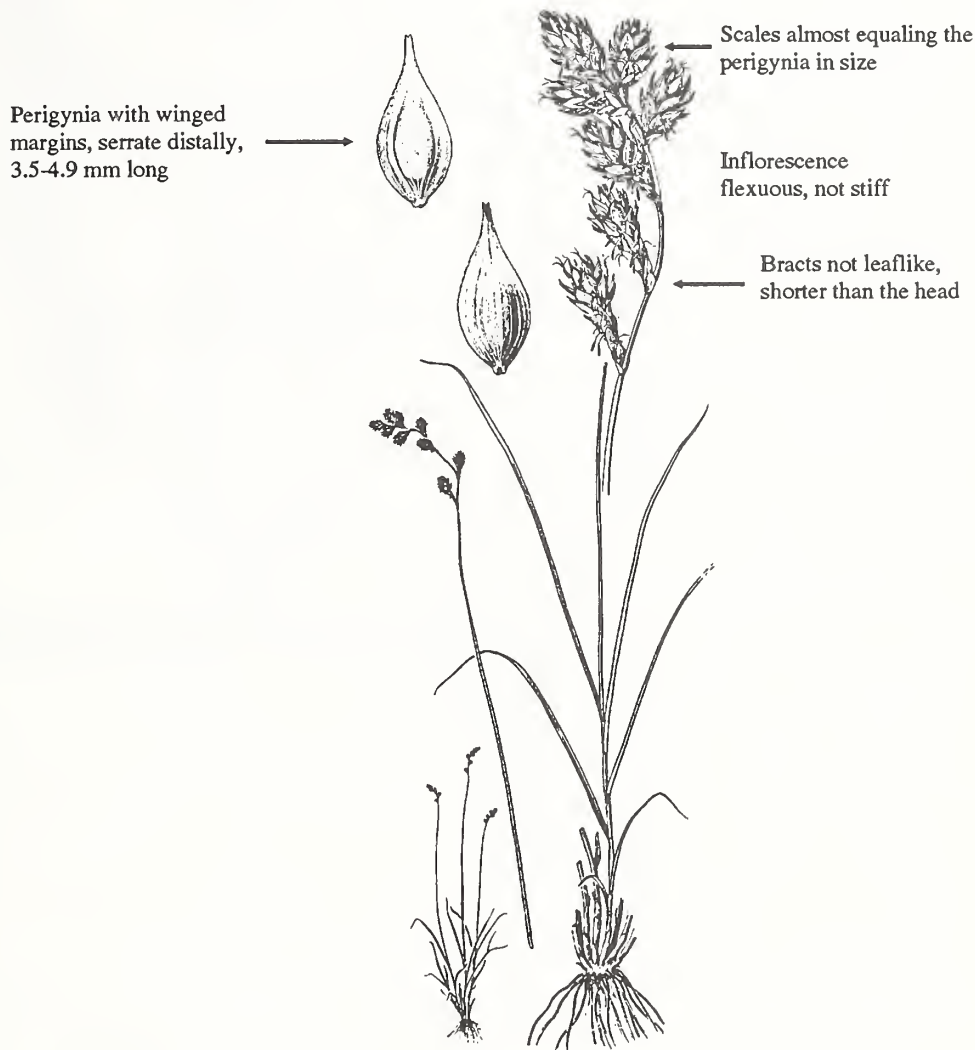 Scales almost equaling the
perigynia in size
Perigynia with winged
margins, serrate distally,
3.5-4.9 mm long
Inflorescence
flexuous, not stiff
Bracts not leaflike,
shorter than the head